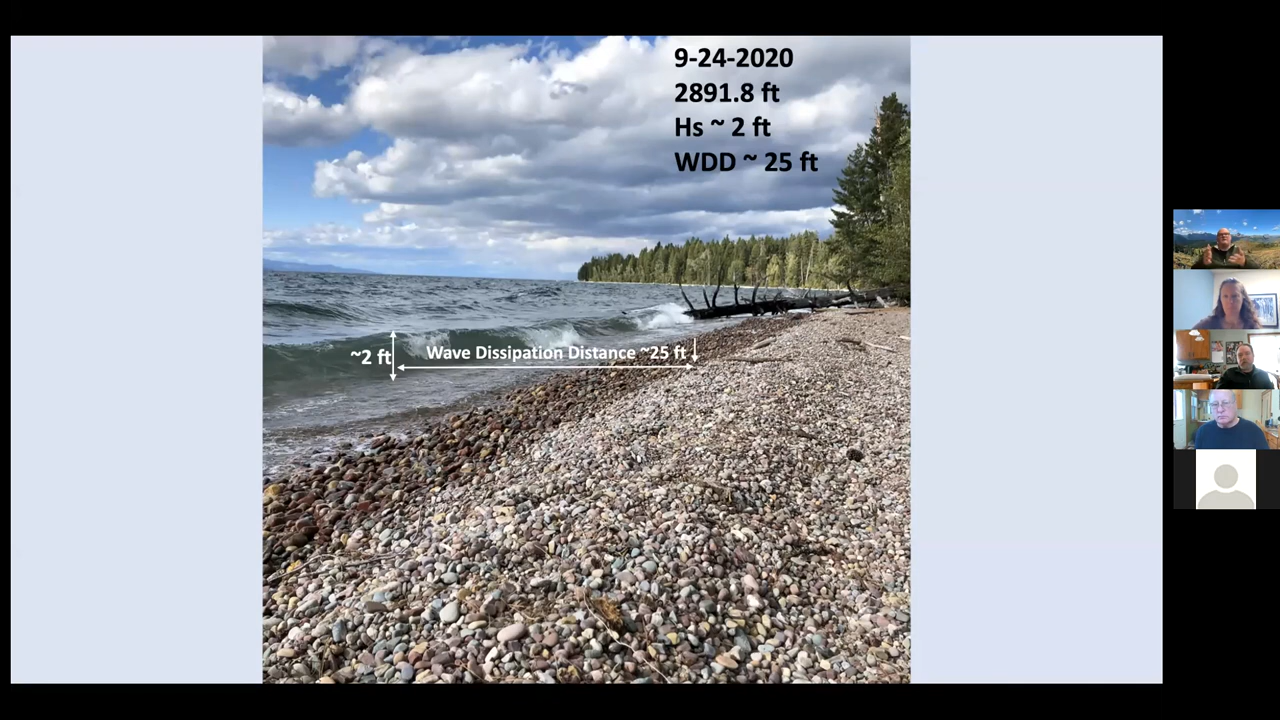 9-24-2020
2891.8 ft
Hs ~ 2 ft
WDD ~ 25 ft
~2 ft
Wave Dissipation Distance ~25 ft